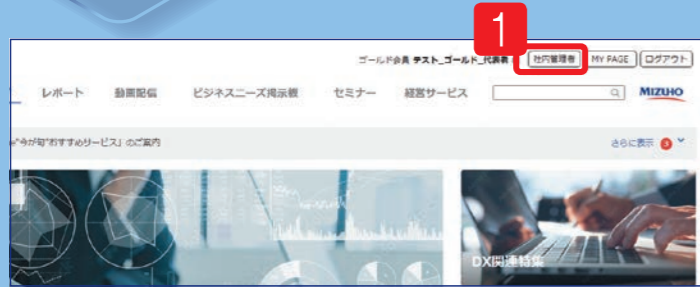 1
ゴールド会員 テスト_ゴールド_代表者 社内管理者 MY PAGE ログアウト
レポート 動画配信 ビジネスニーズ掲示板 セミナー 経営サービス MIZUHO
"今が旬"おすすめサービス」のご案内 さらに表示 3
DX関連特集